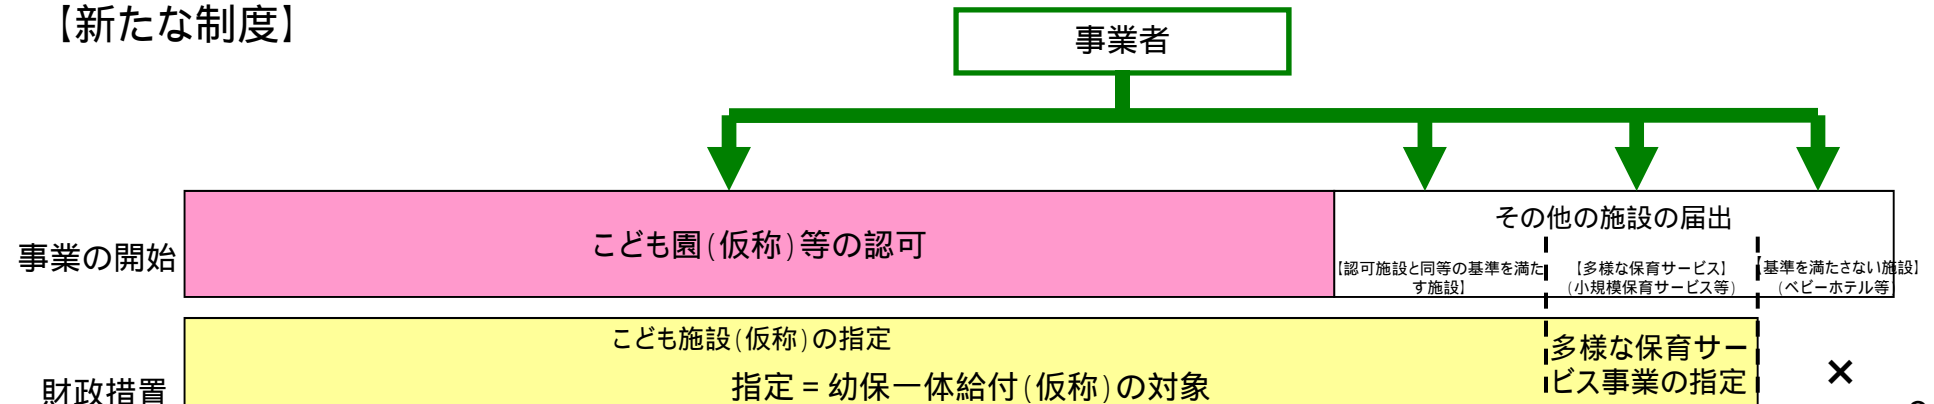 【新たな制度】
事業者
事業の開始
こども園(仮称)等の認可
その他の施設の届出
【認可施設と同等の基準を満た
す施設】
【多様な保育サービス】
(小規模保育サービス等)
【基準を満たさない施設】
(ベビーホテル等)
財政措置
こども施設(仮称)の指定
指定=幼保一体給付(仮称)の対象
多様な保育サー
ビス事業の指定
×